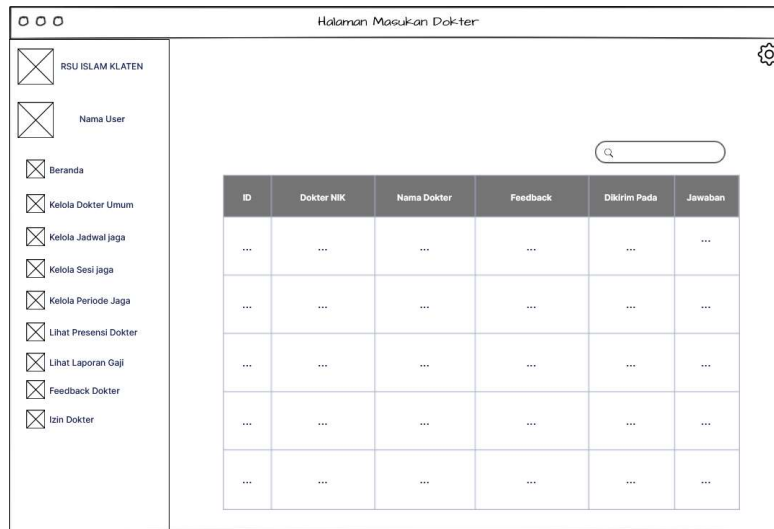 Halaman Masukan Dokter
RSU ISLAM KLATEN
Nama User
Beranda
Kelola Dokter Umum
Kelola Jadwal jaga
Kelola Sesi jaga
Kelola Periode Jaga
Lihat Presensi Dokter
Lihat Laporan Gaji
Feedback Dokter
Izin Dokter
ID Dokter NIK Nama Dokter Feedback Dikirim Pada Jawaban
... ... ... ... ... ...
... ... ... ... ... ...
... ... ... ... ... ...
... ... ... ... ... ...
... ... ... ... ... ...